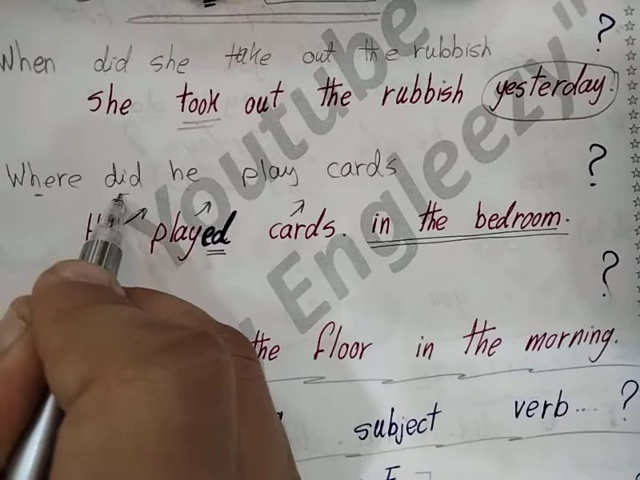 When did she take out the rubbish ?
she took out the rubbish yesterday.
Where did he play cards ?
played cards. in the bedroom.
?
the floor in the morning.
subject verb... ?
Youtube
Engleezy"